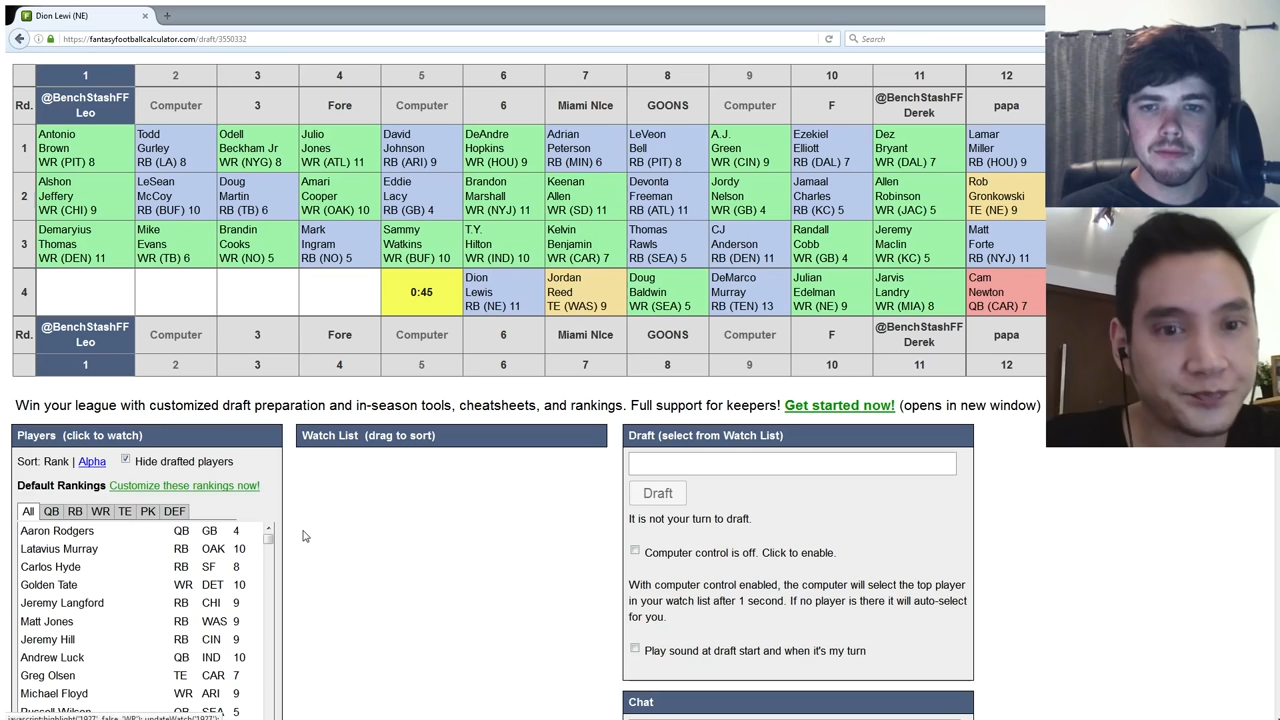 Dion Lewi (NE)
https://fantasyfootballcalculator.com/draft/3550332
Search
1 2 3 4 5 6 7 8 9 10 11 12
Rd. @BenchStashFF Leo Computer 3 Fore Computer 6 Miami NIce GOONS Computer F @BenchStashFF Derek papa
1
Antonio Todd Odell Julio David DeAndre Adrian LeVeon A.J. Ezekiel Dez Lamar
Brown Gurley Beckham Jr Jones Johnson Hopkins Peterson Bell Green Elliott Bryant Miller
WR (PIT) 8 RB (LA) 8 WR (NYG) 8 WR (ATL) 11 RB (ARI) 9 WR (HOU) 9 RB (MIN) 6 RB (PIT) 8 WR (CIN) 9 RB (DAL) 7 WR (DAL) 7 RB (HOU) 9
2
Alshon LeSean Doug Amari Eddie Brandon Keenan Devonta Jordy Jamaal Allen Rob
Jeffery McCoy Martin Cooper Lacy Marshall Allen Freeman Nelson Charles Robinson Gronkowski
WR (CHI) 9 RB (BUF) 10 RB (TB) 6 WR (OAK) 10 RB (GB) 4 WR (NYJ) 11 WR (SD) 11 RB (ATL) 11 WR (GB) 4 RB (KC) 5 WR (JAC) 5 TE (NE) 9
3
Demaryius Mike Brandin Mark Sammy T.Y. Kelvin Thomas CJ Randall Jeremy Matt
Thomas Evans Cooks Ingram Watkins Hilton Benjamin Rawls Anderson Cobb Maclin Forte
WR (DEN) 11 WR (TB) 6 WR (NO) 5 RB (NO) 5 WR (BUF) 10 WR (IND) 10 WR (CAR) 7 RB (SEA) 5 RB (DEN) 11 WR (GB) 4 WR (KC) 5 RB (NYJ) 11
4 0:45
Dion Jordan Doug DeMarco Julian Jarvis Cam
Lewis Reed Baldwin Murray Edelman Landry Newton
RB (NE) 11 TE (WAS) 9 WR (SEA) 5 RB (TEN) 13 WR (NE) 9 WR (MIA) 8 QB (CAR) 7
Rd. @BenchStashFF Leo Computer 3 Fore Computer 6 Miami NIce GOONS Computer F @BenchStashFF Derek papa
1 2 3 4 5 6 7 8 9 10 11 12
Win your league with customized draft preparation and in-season tools, cheatsheets, and rankings. Full support for keepers! Get started now! (opens in new window)
Players (click to watch)
Sort: Rank | Alpha Hide drafted players
Default Rankings Customize these rankings now!
All QB RB WR TE PK DEF
Aaron Rodgers QB GB 4
Latavius Murray RB OAK 10
Carlos Hyde RB SF 8
Golden Tate WR DET 10
Jeremy Langford RB CHI 9
Matt Jones RB WAS 9
Jeremy Hill RB CIN 9
Andrew Luck QB IND 10
Greg Olsen TE CAR 7
Michael Floyd WR ARI 9
Russell Wilson QB SEA 5
Watch List (drag to sort)
Draft (select from Watch List)
Draft
It is not your turn to draft.
Computer control is off. Click to enable.
With computer control enabled, the computer will select the top player
in your watch list after 1 second. If no player is there it will auto-select
for you.
Play sound at draft start and when it's my turn
Chat